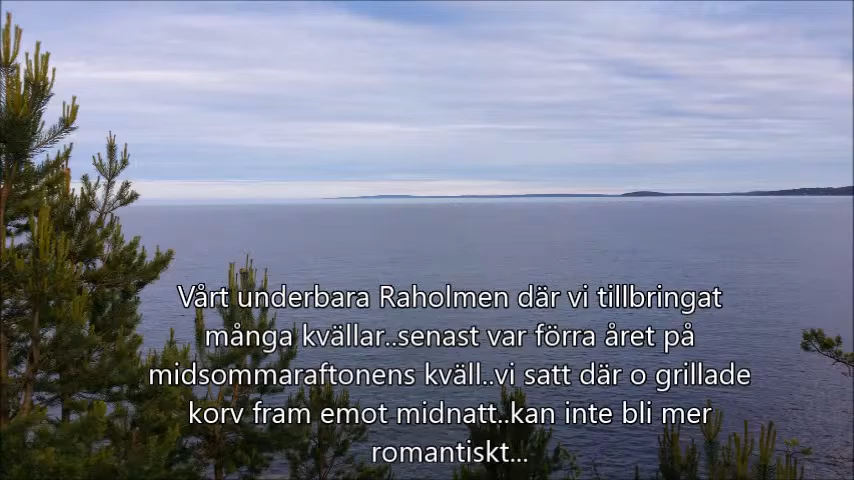 Vårt underbara Raholmen där vi tillbringat
många kvällar..senast var förra året på
midsommaraftonens kväll..vi satt där o grillade
korv fram emot midnatt..kan inte bli mer
romantiskt...